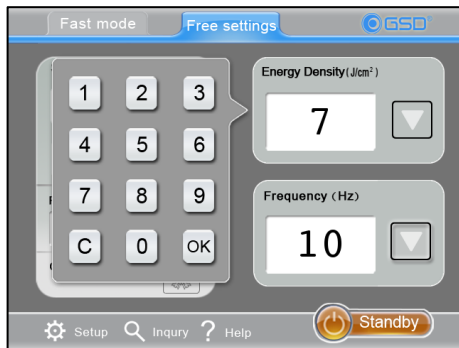 Fast mode
Free settings
GSD®
1 2 3
4 5 6
7 8 9
C 0 OK
Energy Density(J/cm²)
7
Frequency (Hz)
10
Setup
Inqury
Help
Standby